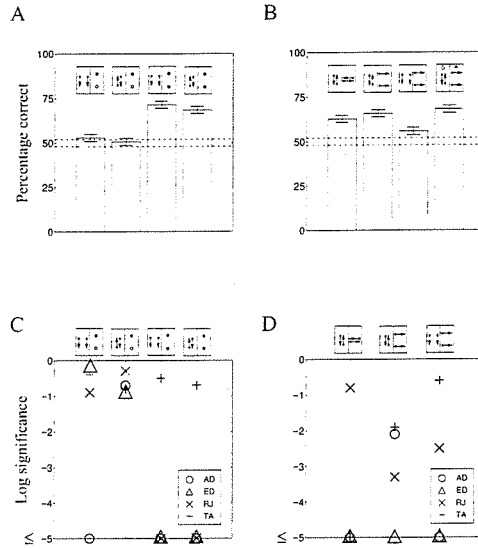 A
B
100
75
50
25
0
Percentage correct
100
75
50
25
0
C
D
0
−1
−2
−3
−4
≤ −5
Log significance
AD
ED
RJ
TA
0
−1
−2
−3
−4
≤ −5
AD
ED
RJ
TA